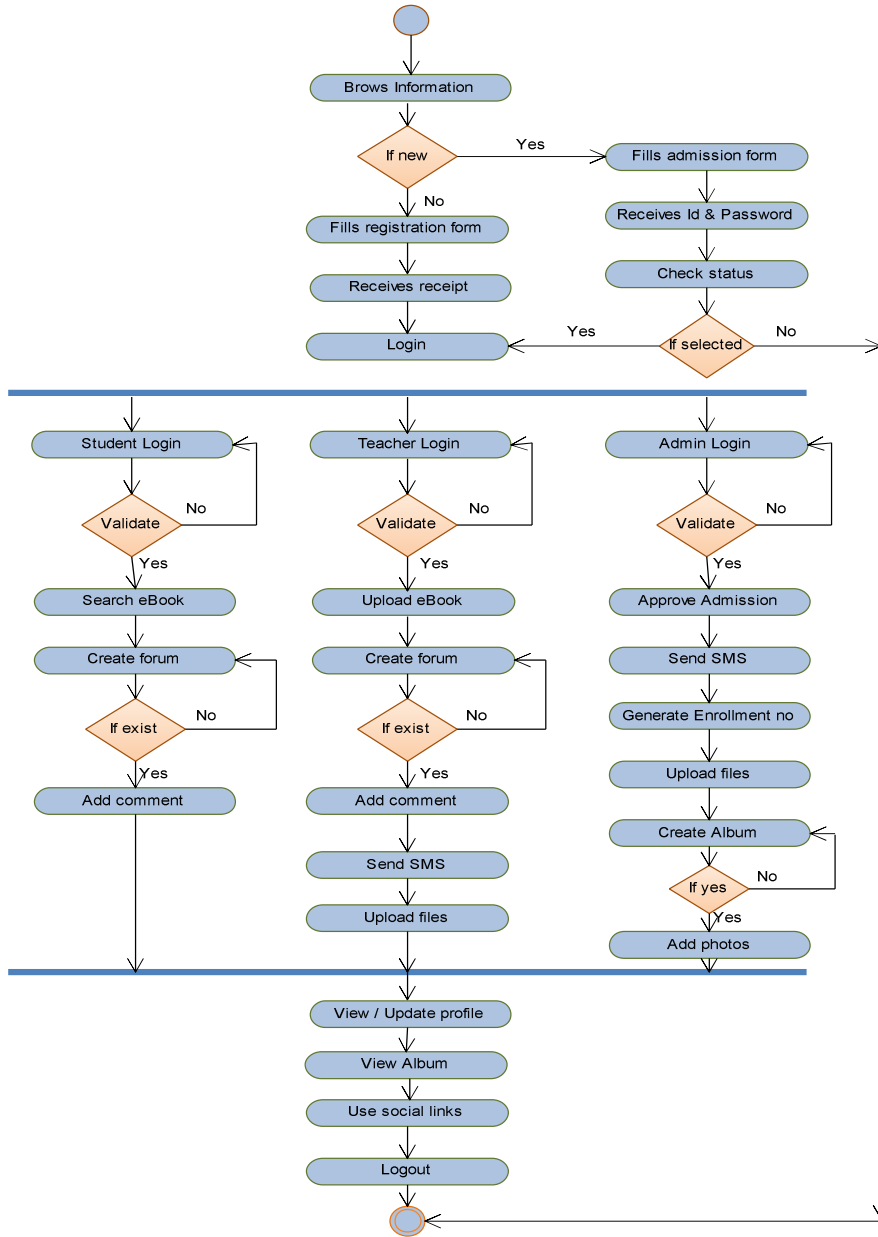 Brows Information
If new
Yes
Fills admission form
No
Receives Id & Password
Fills registration form
Check status
Receives receipt
Yes
No
Login
If selected
Student Login
Teacher Login
Admin Login
No
No
No
Validate
Validate
Validate
Yes
Yes
Yes
Search eBook
Upload eBook
Approve Admission
Create forum
Create forum
Send SMS
No
No
Generate Enrollment no
If exist
If exist
Yes
Yes
Upload files
Add comment
Add comment
Create Album
Send SMS
No
If yes
Upload files
Yes
Add photos
View / Update profile
View Album
Use social links
Logout